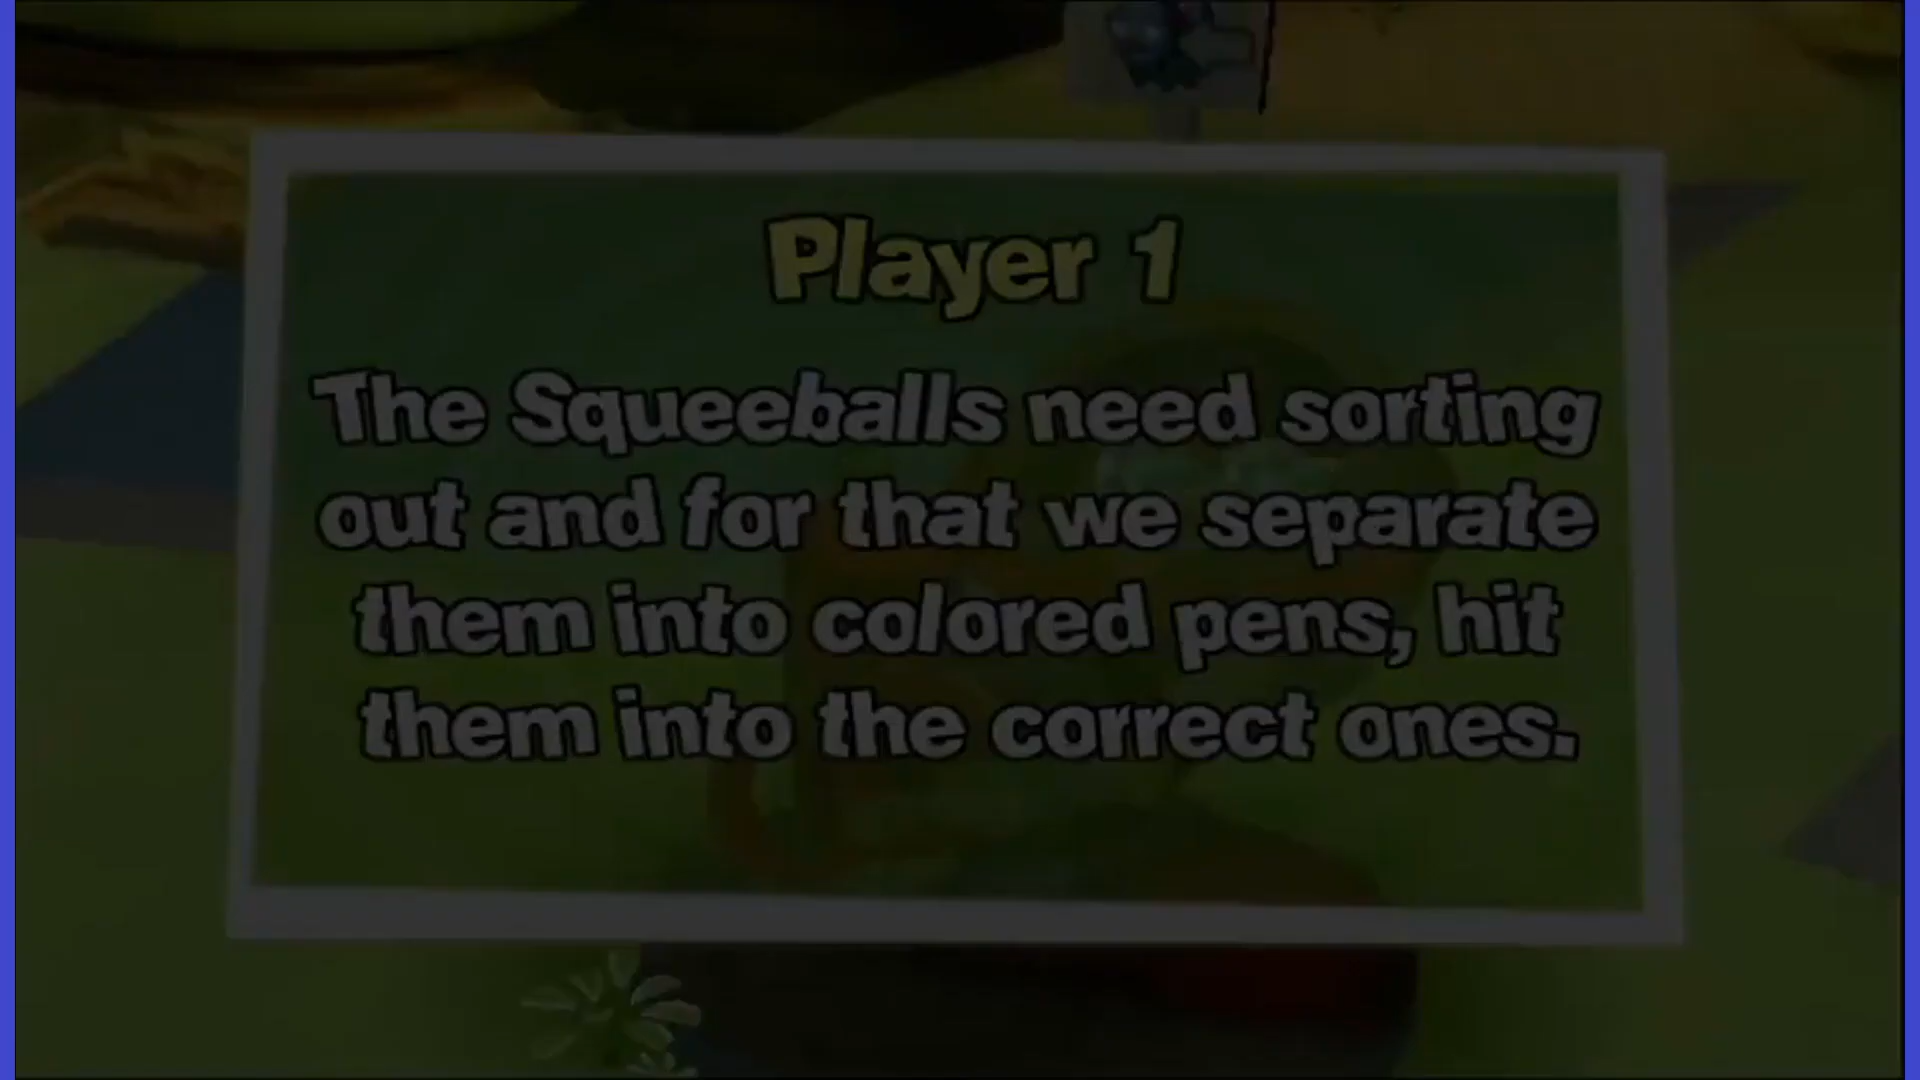 Player 1
The Squeeballs need sorting
out and for that we separate
them into colored pens, hit
them into the correct ones.